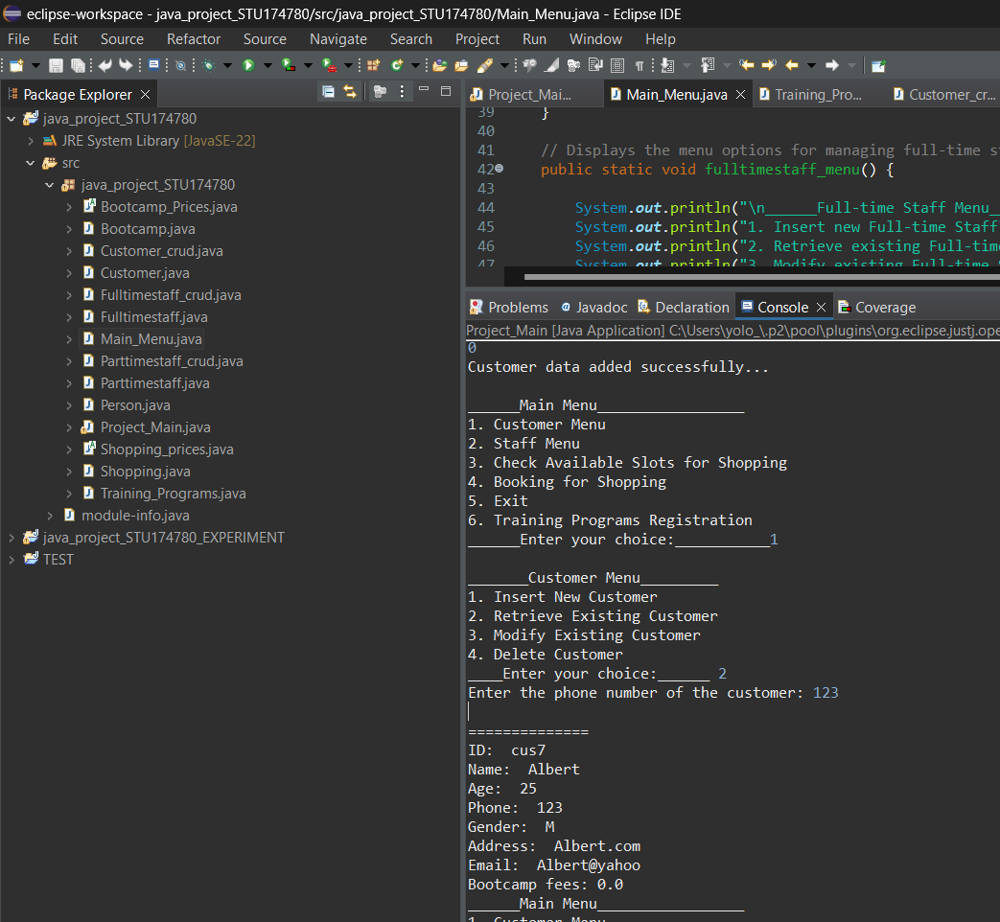 eclipse-workspace - java_project_STU174780/src/java_project_STU174780/Main_Menu.java - Eclipse IDE
File Edit Source Refactor Source Navigate Search Project Run Window Help
Package Explorer
java_project_STU174780
JRE System Library [JavaSE-22]
src
java_project_STU174780
Bootcamp_Prices.java
Bootcamp.java
Customer_crud.java
Customer.java
Fulltimestaff_crud.java
Fulltimestaff.java
Main_Menu.java
Parttimestaff_crud.java
Parttimestaff.java
Person.java
Project_Main.java
Shopping_prices.java
Shopping.java
Training_Programs.java
module-info.java
java_project_STU174780_EXPERIMENT
TEST
Project_Mai... Main_Menu.java Training_Pro... Customer_cr...
39 }
40
41 // Displays the menu options for managing full-time s
42 public static void fulltimestaff_menu() {
43
44 System.out.println("\n______Full-time Staff Menu__
45 System.out.println("1. Insert new Full-time Staff
46 System.out.println("2. Retrieve existing Full-tim
47 System.out.println("3. Modify existing Full-time
Problems Javadoc Declaration Console Coverage
Project_Main [Java Application] C:\Users\yolo_\.p2\pool\plugins\org.eclipse.justj.ope
0
Customer data added successfully...
______Main Menu_________________
1. Customer Menu
2. Staff Menu
3. Check Available Slots for Shopping
4. Booking for Shopping
5. Exit
6. Training Programs Registration
______Enter your choice:___________1
_______Customer Menu_________
1. Insert New Customer
2. Retrieve Existing Customer
3. Modify Existing Customer
4. Delete Customer
____Enter your choice:______ 2
Enter the phone number of the customer: 123
==============
ID:  cus7
Name:  Albert
Age:  25
Phone:  123
Gender:  M
Address:  Albert.com
Email:  Albert@yahoo
Bootcamp fees: 0.0
______Main Menu_________________
1. Customer Menu